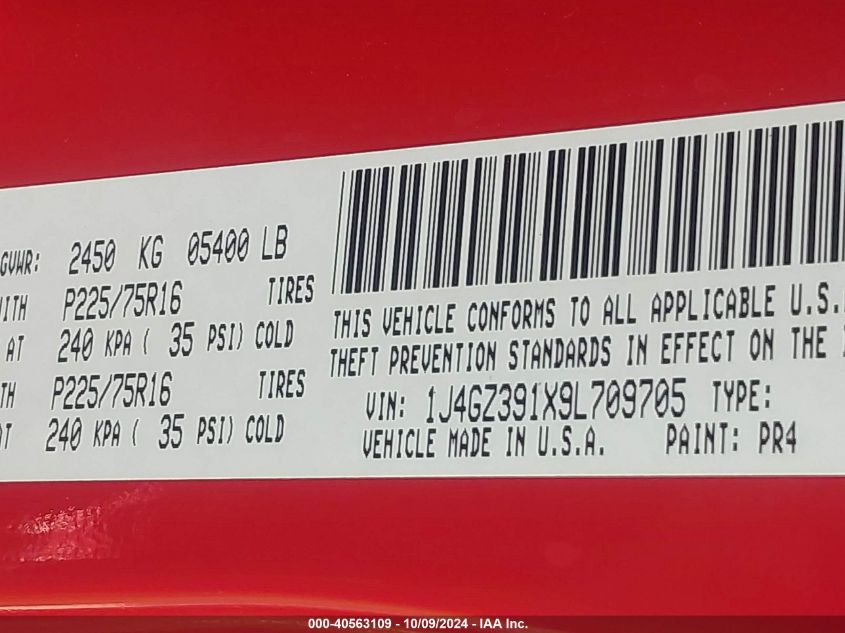 GVWR: 2450 KG 05400 LB
WITH P225/75R16 TIRES
AT 240 KPA ( 35 PSI) COLD
P225/75R16 TIRES
240 KPA ( 35 PSI) COLD
THIS VEHICLE CONFORMS TO ALL APPLICABLE U.S.
THEFT PREVENTION STANDARDS IN EFFECT ON THE
VIN: 1J4GZ391X9L709705 TYPE:
VEHICLE MADE IN U.S.A. PAINT: PR4
000-40563109 - 10/09/2024 - IAA Inc.